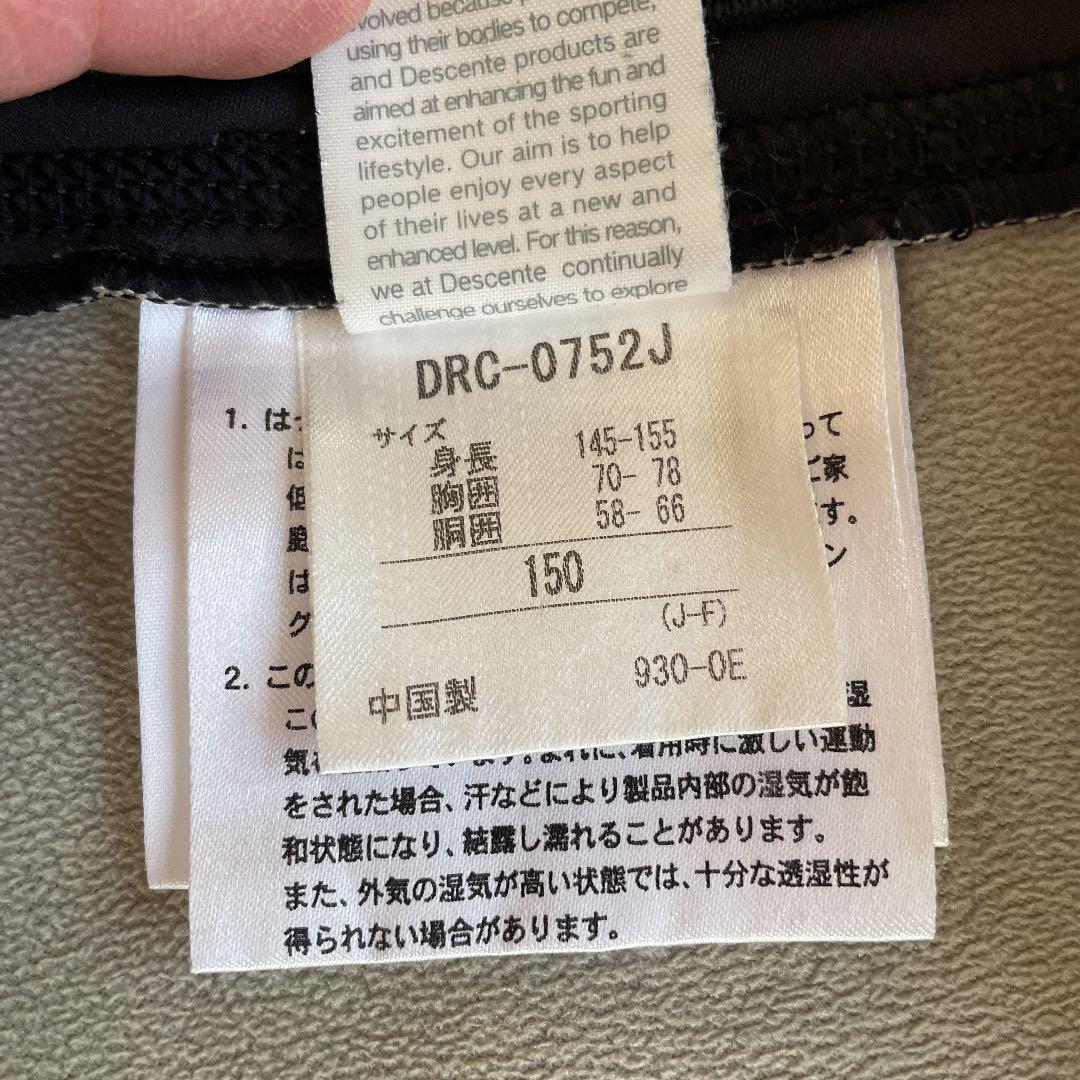 because
using their bodies to compete,
and Descente products are
aimed at enhancing the fun and
excitement of the sporting
lifestyle. Our aim is to help
people enjoy every aspect
of their lives at a new and
enhanced level. For this reason,
we at Descente continually
challenge ourselves to explore
DRC-0752J
サイズ
身長 145-155
胸囲 70- 78
胴囲 58- 66
150
(J-F)
930-0E
中国製
1. は
って
は
ご家
す。
は
ン
グ
2. この
湿
気
ます。まれに、着用時に激しい運動
をされた場合、汗などにより製品内部の湿気が飽
和状態になり、結露し濡れることがあります。
また、外気の湿気が高い状態では、十分な透湿性が
得られない場合があります。